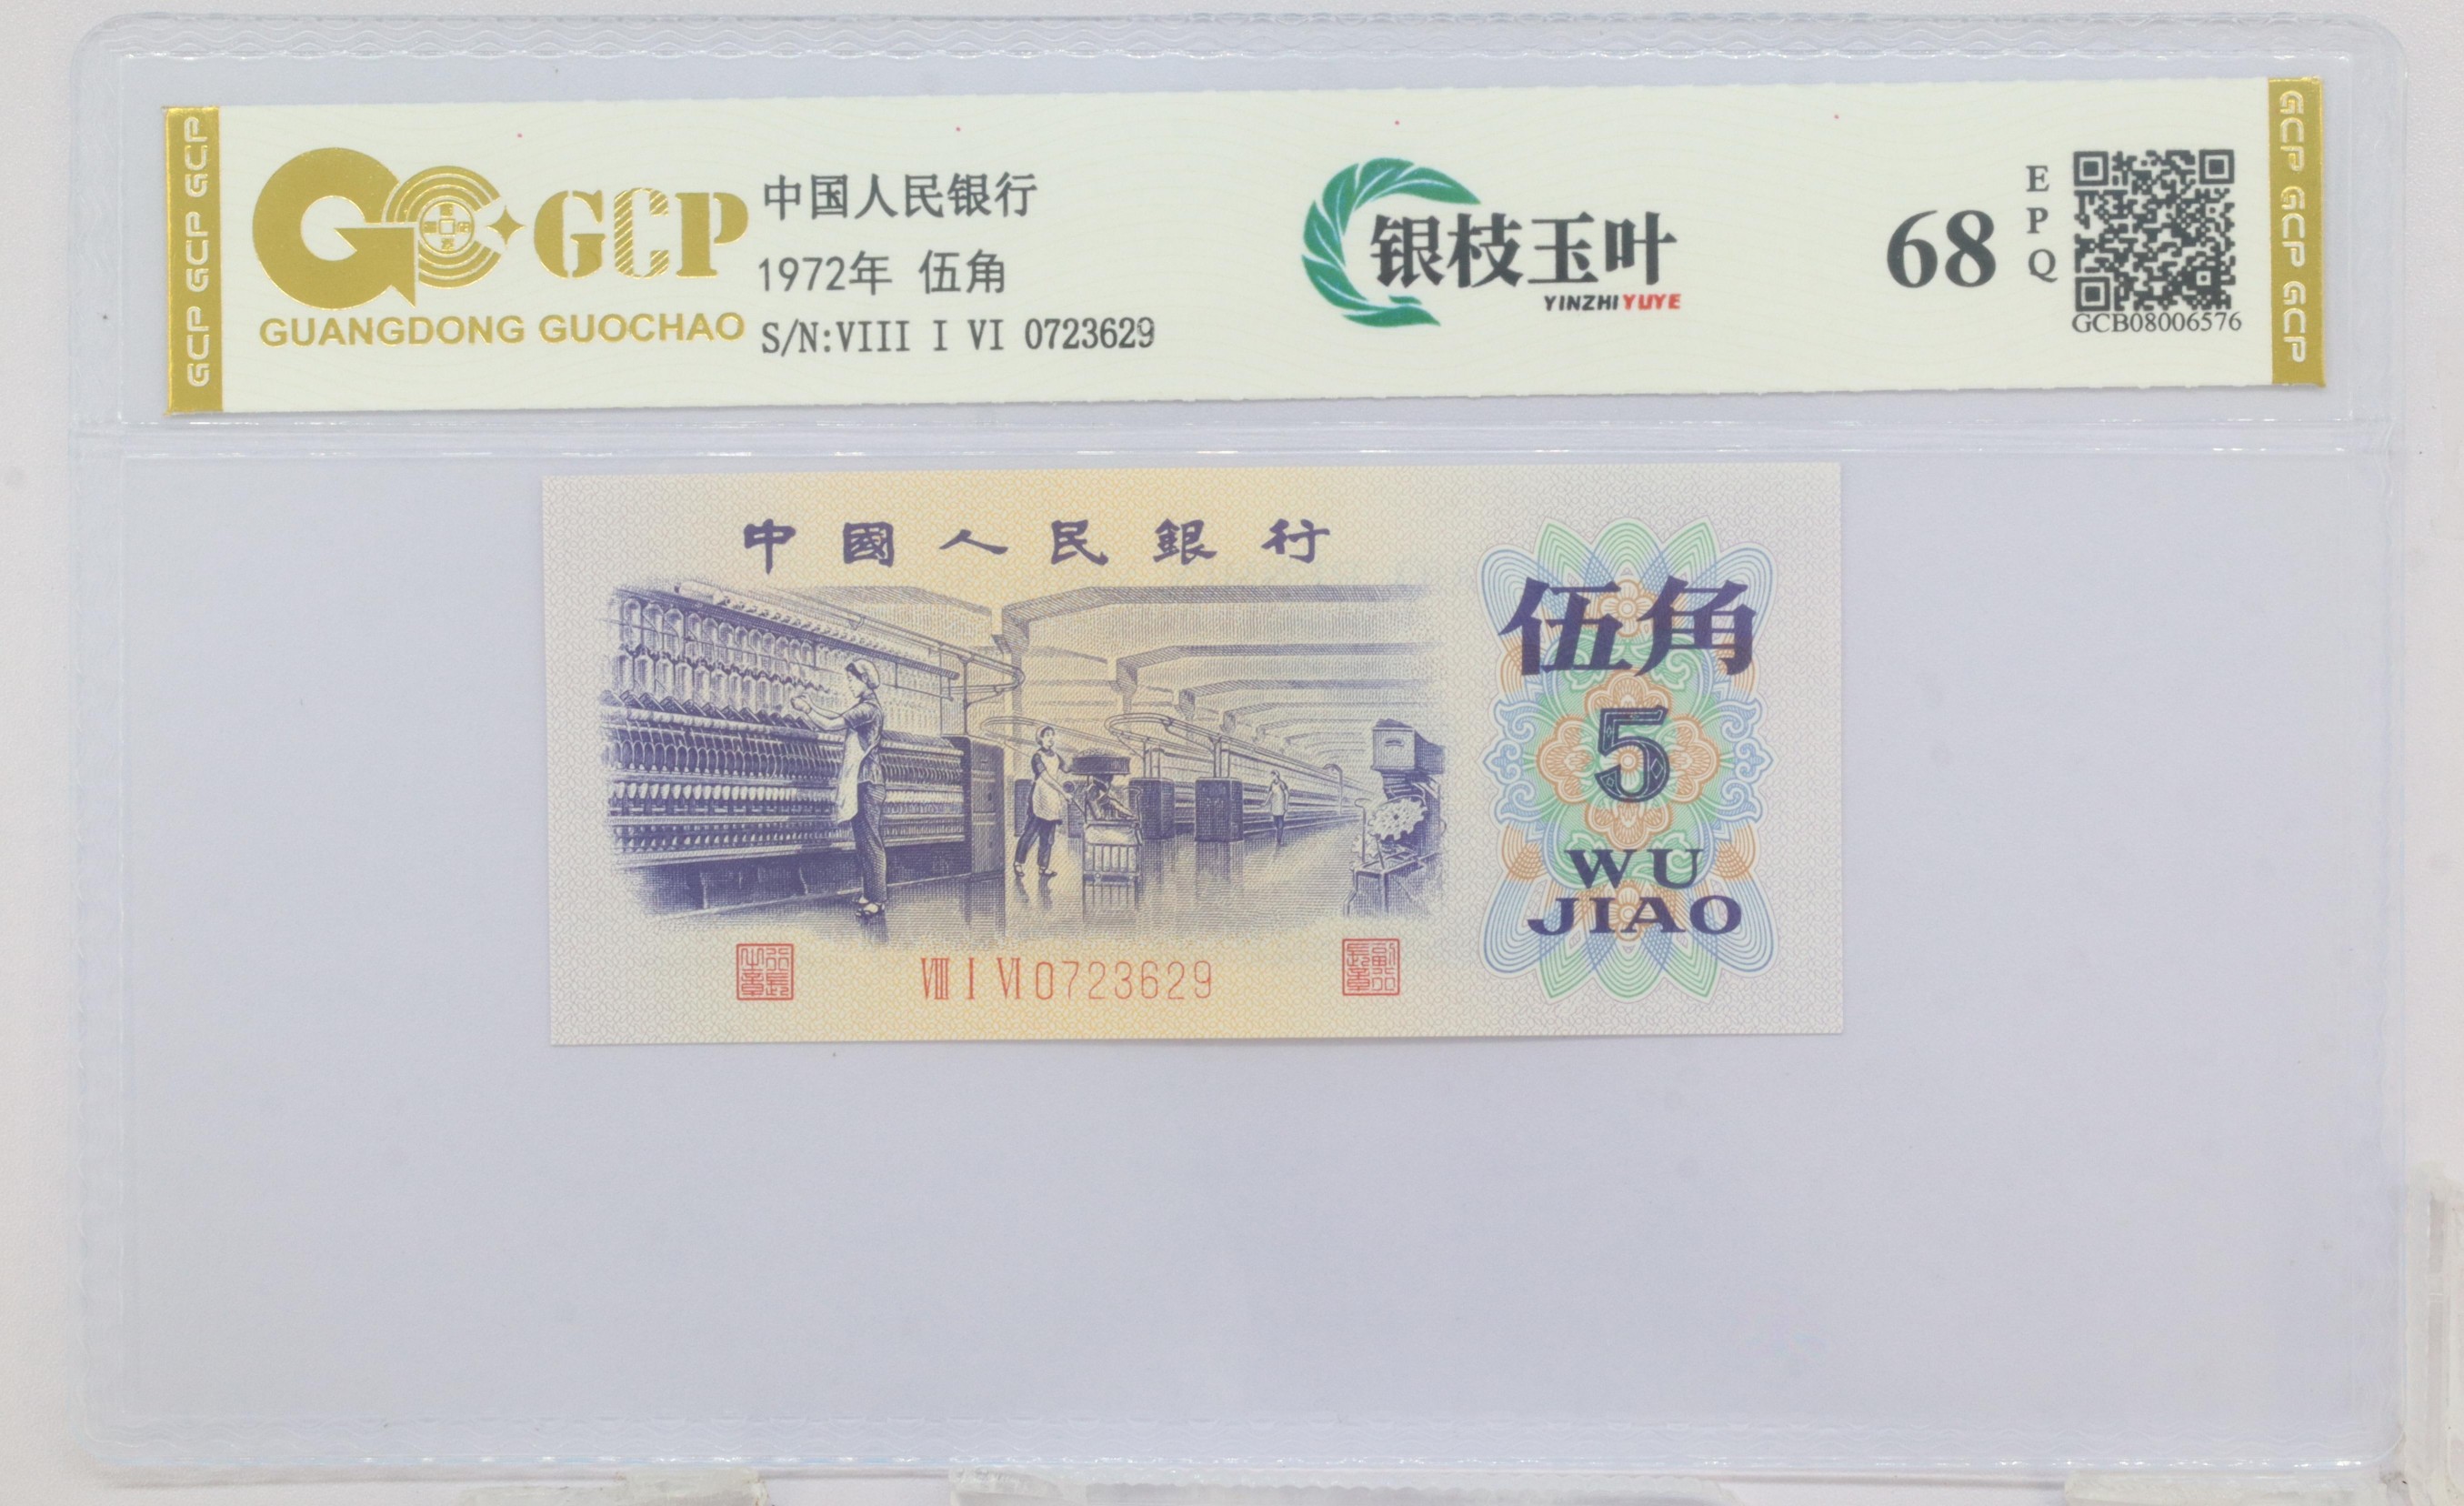 GCP GCP GCP
GCP
GUANGDONG GUOCHAO
中国人民银行
1972年 伍角
S/N:VIII I VI 0723629
银枝玉叶
YINZHIYUYE
68
EPQ
GCB08006576
GCP GCP GCP
中國人民銀行
伍角
5
WU
JIAO
VIII I VI 0723629